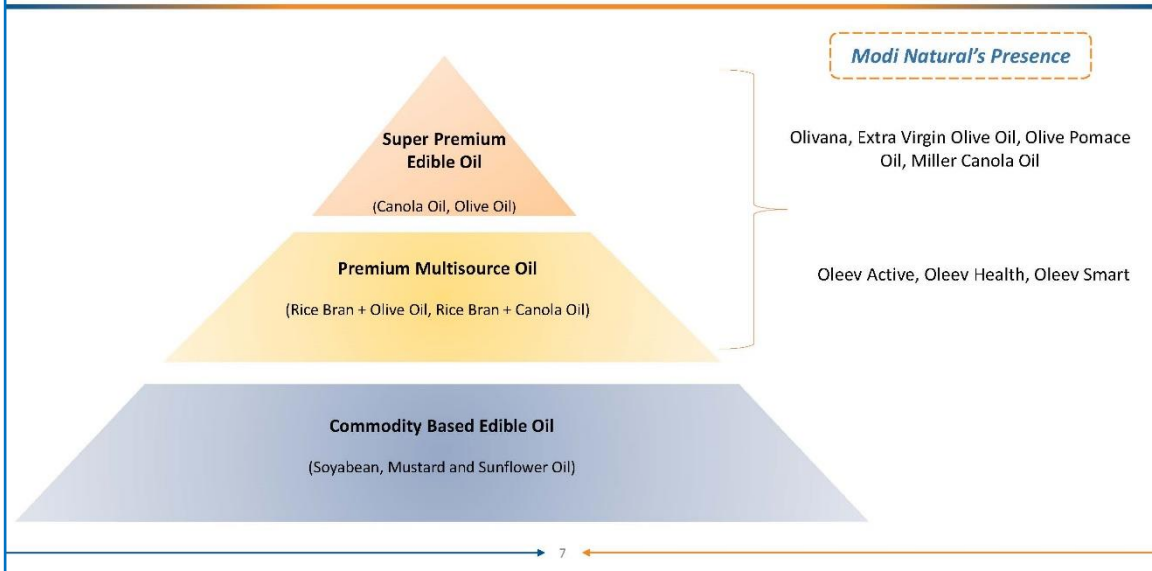 Modi Natural's Presence
Super Premium
Edible Oil
(Canola Oil, Olive Oil)
Olivana, Extra Virgin Olive Oil, Olive Pomace
Oil, Miller Canola Oil
Premium Multisource Oil
(Rice Bran + Olive Oil, Rice Bran + Canola Oil)
Oleev Active, Oleev Health, Oleev Smart
Commodity Based Edible Oil
(Soyabean, Mustard and Sunflower Oil)
7